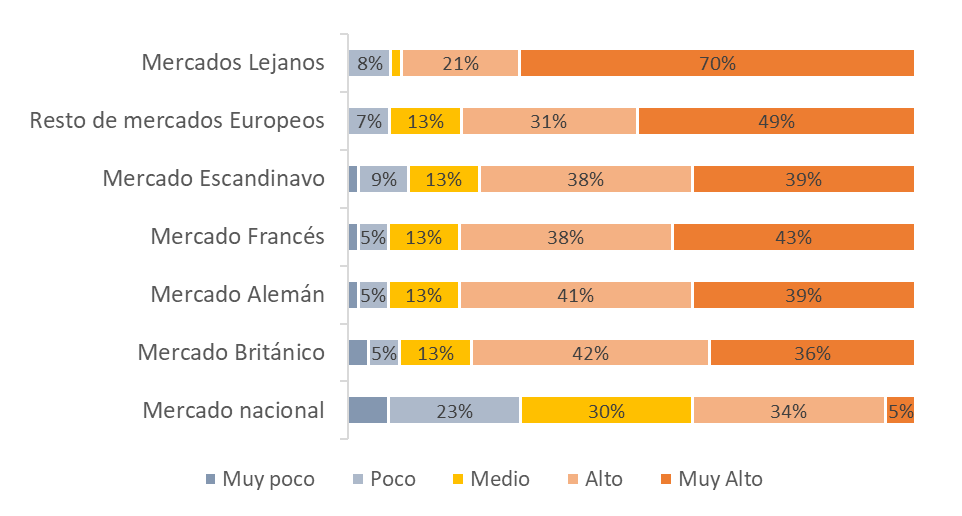 Mercados Lejanos 8% 21% 70%
Resto de mercados Europeos 7% 13% 31% 49%
Mercado Escandinavo 9% 13% 38% 39%
Mercado Francés 5% 13% 38% 43%
Mercado Alemán 5% 13% 41% 39%
Mercado Británico 5% 13% 42% 36%
Mercado nacional 23% 30% 34% 5%
Muy poco Poco Medio Alto Muy Alto